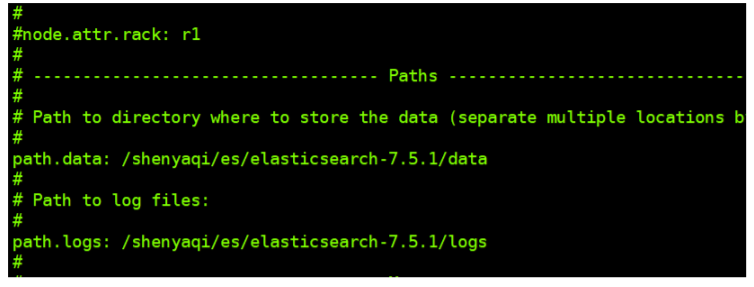 #
#node.attr.rack: r1
#
# ----------------------------------- Paths ------------------------------
#
# Path to directory where to store the data (separate multiple locations b
#
path.data: /shenyaqi/es/elasticsearch-7.5.1/data
#
# Path to log files:
#
path.logs: /shenyaqi/es/elasticsearch-7.5.1/logs
#